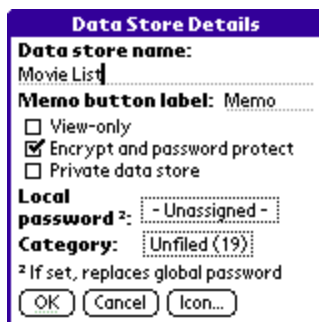 Data Store Details
Data store name:
Movie List
Memo button label: Memo
View-only
Encrypt and password protect
Private data store
Local
password ²: - Unassigned -
Category: Unfiled (19)
² If set, replaces global password
OK Cancel Icon...